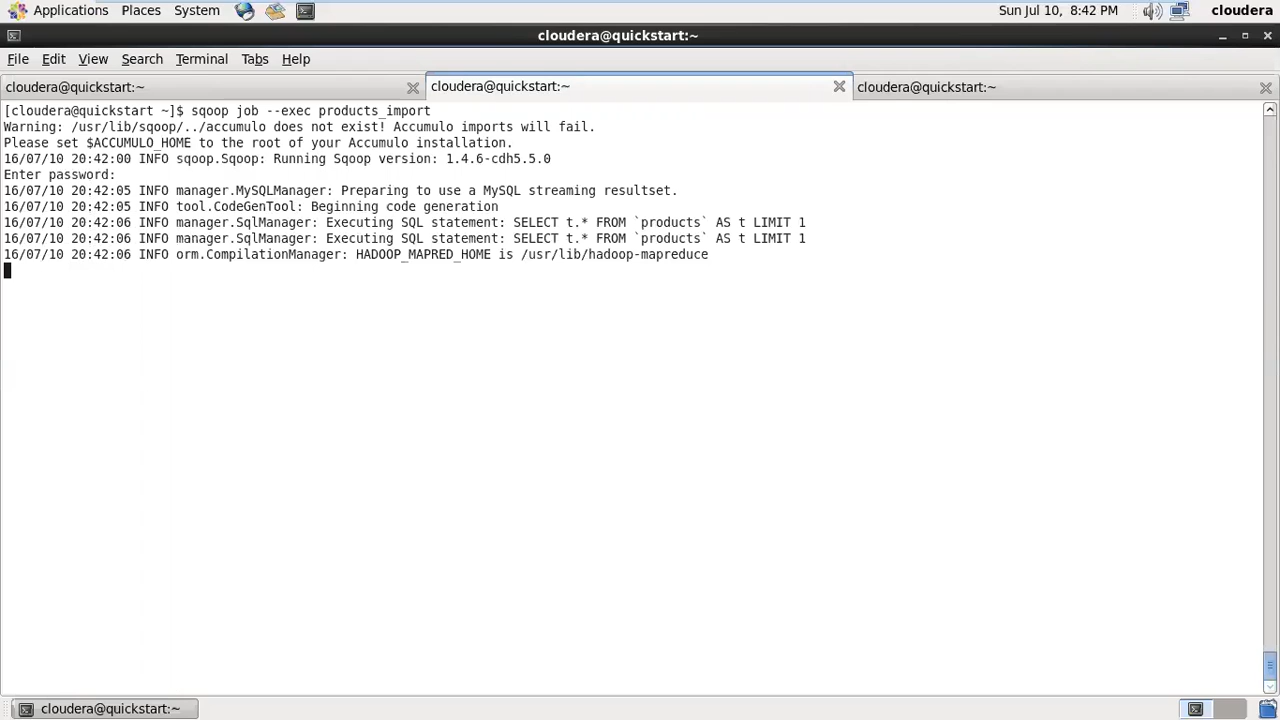 Applications Places System
Sun Jul 10, 8:42 PM
cloudera
cloudera@quickstart:~
File Edit View Search Terminal Tabs Help
cloudera@quickstart:~
cloudera@quickstart:~
cloudera@quickstart:~
[cloudera@quickstart ~]$ sqoop job --exec products_import
Warning: /usr/lib/sqoop/../accumulo does not exist! Accumulo imports will fail.
Please set $ACCUMULO_HOME to the root of your Accumulo installation.
16/07/10 20:42:00 INFO sqoop.Sqoop: Running Sqoop version: 1.4.6-cdh5.5.0
Enter password:
16/07/10 20:42:05 INFO manager.MySQLManager: Preparing to use a MySQL streaming resultset.
16/07/10 20:42:05 INFO tool.CodeGenTool: Beginning code generation
16/07/10 20:42:06 INFO manager.SqlManager: Executing SQL statement: SELECT t.* FROM `products` AS t LIMIT 1
16/07/10 20:42:06 INFO manager.SqlManager: Executing SQL statement: SELECT t.* FROM `products` AS t LIMIT 1
16/07/10 20:42:06 INFO orm.CompilationManager: HADOOP_MAPRED_HOME is /usr/lib/hadoop-mapreduce
cloudera@quickstart:~